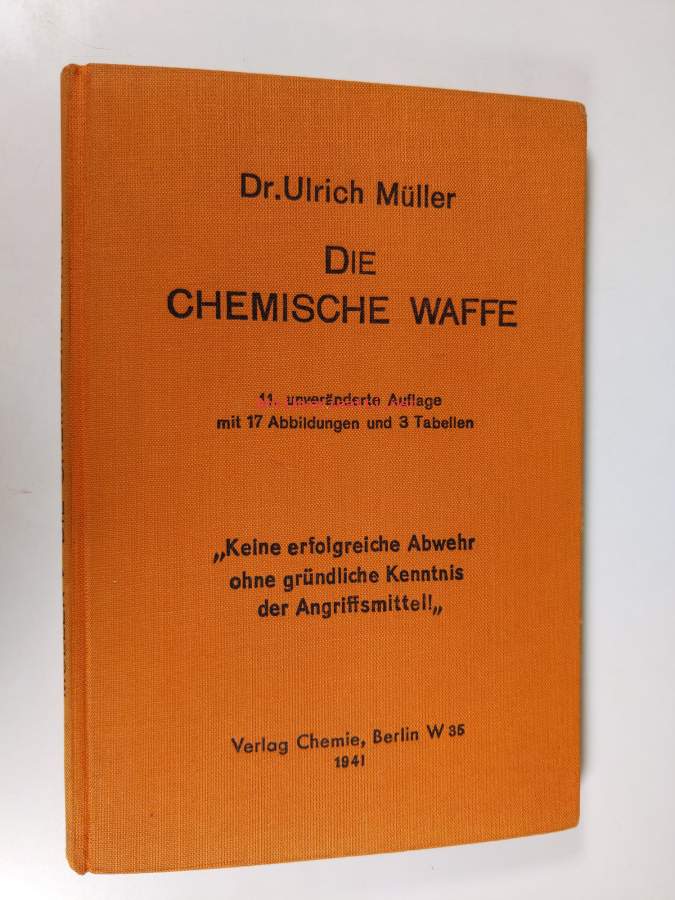 Dr.Ulrich Müller
DIE
CHEMISCHE WAFFE
11. unveränderte Auflage
mit 17 Abbildungen und 3 Tabellen
„Keine erfolgreiche Abwehr
ohne gründliche Kenntnis
der Angriffsmittel!„
Verlag Chemie, Berlin W 35
1941